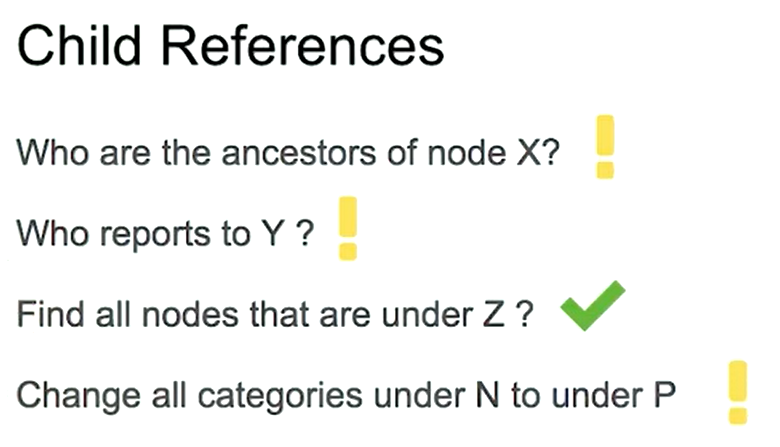 Child References
Who are the ancestors of node X?
Who reports to Y ?
Find all nodes that are under Z ?
Change all categories under N to under P